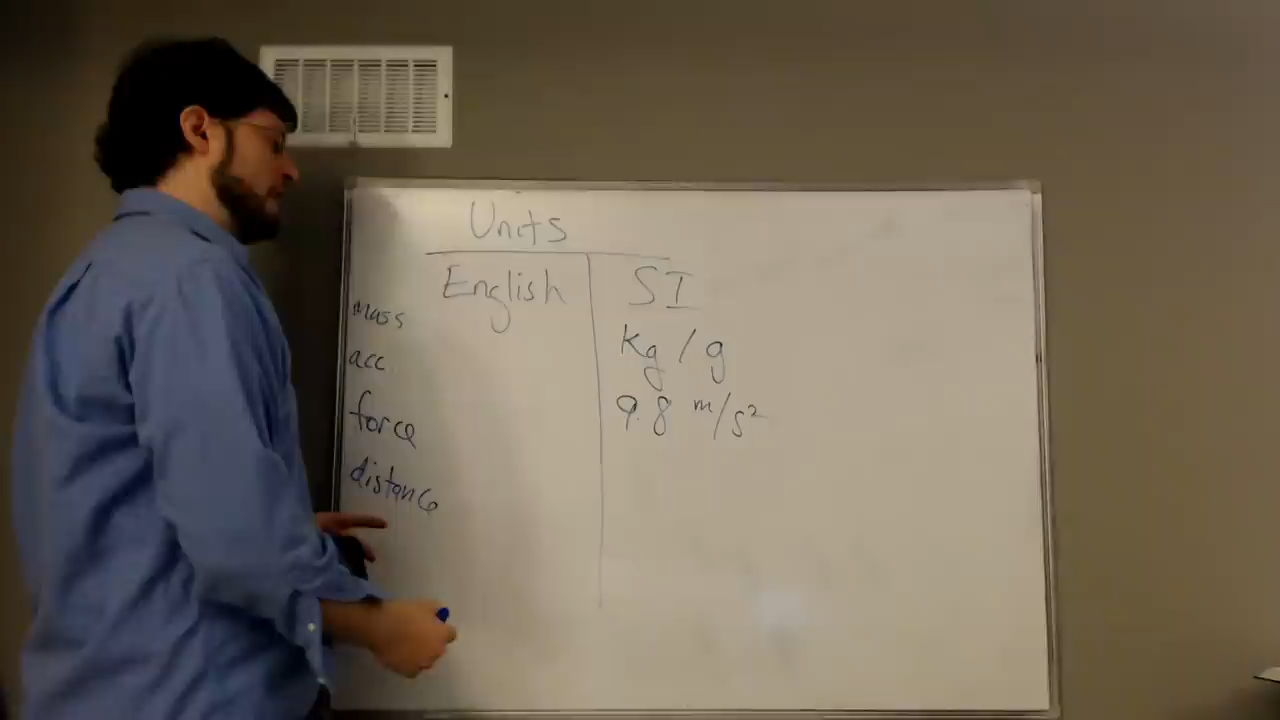 Units
English SI
mass
kg / g
acc.
9.8 m/s²
force
distance